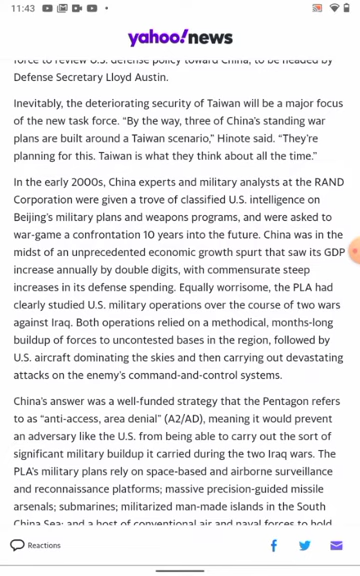 11:43
yahoo!news
force to review U.S. defense policy toward China, to be headed by
Defense Secretary Lloyd Austin.
Inevitably, the deteriorating security of Taiwan will be a major focus
of the new task force. “By the way, three of China’s standing war
plans are built around a Taiwan scenario,” Hinote said. “They’re
planning for this. Taiwan is what they think about all the time.”
In the early 2000s, China experts and military analysts at the RAND
Corporation were given a trove of classified U.S. intelligence on
Beijing’s military plans and weapons programs, and were asked to
war-game a confrontation 10 years into the future. China was in the
midst of an unprecedented economic growth spurt that saw its GDP
increase annually by double digits, with commensurate steep
increases in its defense spending. Equally worrisome, the PLA had
clearly studied U.S. military operations over the course of two wars
against Iraq. Both operations relied on a methodical, months-long
buildup of forces to uncontested bases in the region, followed by
U.S. aircraft dominating the skies and then carrying out devastating
attacks on the enemy’s command-and-control systems.
China’s answer was a well-funded strategy that the Pentagon refers
to as “anti-access, area denial” (A2/AD), meaning it would prevent
an adversary like the U.S. from being able to carry out the sort of
significant military buildup it carried during the two Iraq wars. The
PLA’s military plans rely on space-based and airborne surveillance
and reconnaissance platforms; massive precision-guided missile
arsenals; submarines; militarized man-made islands in the South
China Sea; and a host of conventional air and naval forces to hold
Reactions